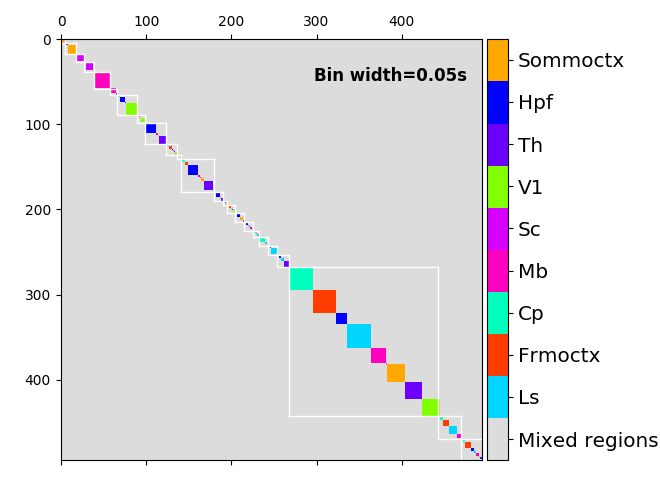 0 100 200 300 400
0
100
200
300
400
Bin width=0.05s
Sommoctx
Hpf
Th
V1
Sc
Mb
Cp
Frmoctx
Ls
Mixed regions